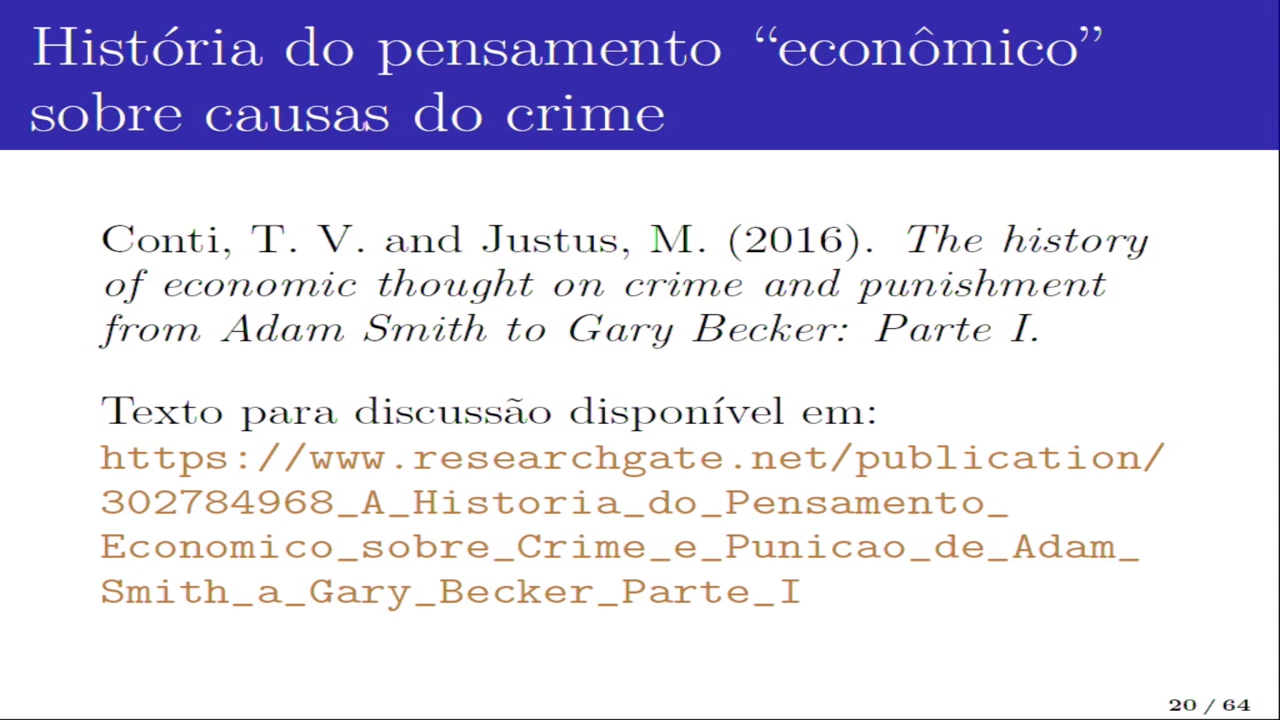 História do pensamento “econômico”
sobre causas do crime
Conti, T. V. and Justus, M. (2016). The history
of economic thought on crime and punishment
from Adam Smith to Gary Becker: Parte I.
Texto para discussão disponível em:
https://www.researchgate.net/publication/
302784968_A_Historia_do_Pensamento_
Economico_sobre_Crime_e_Punicao_de_Adam_
Smith_a_Gary_Becker_Parte_I
20 / 64